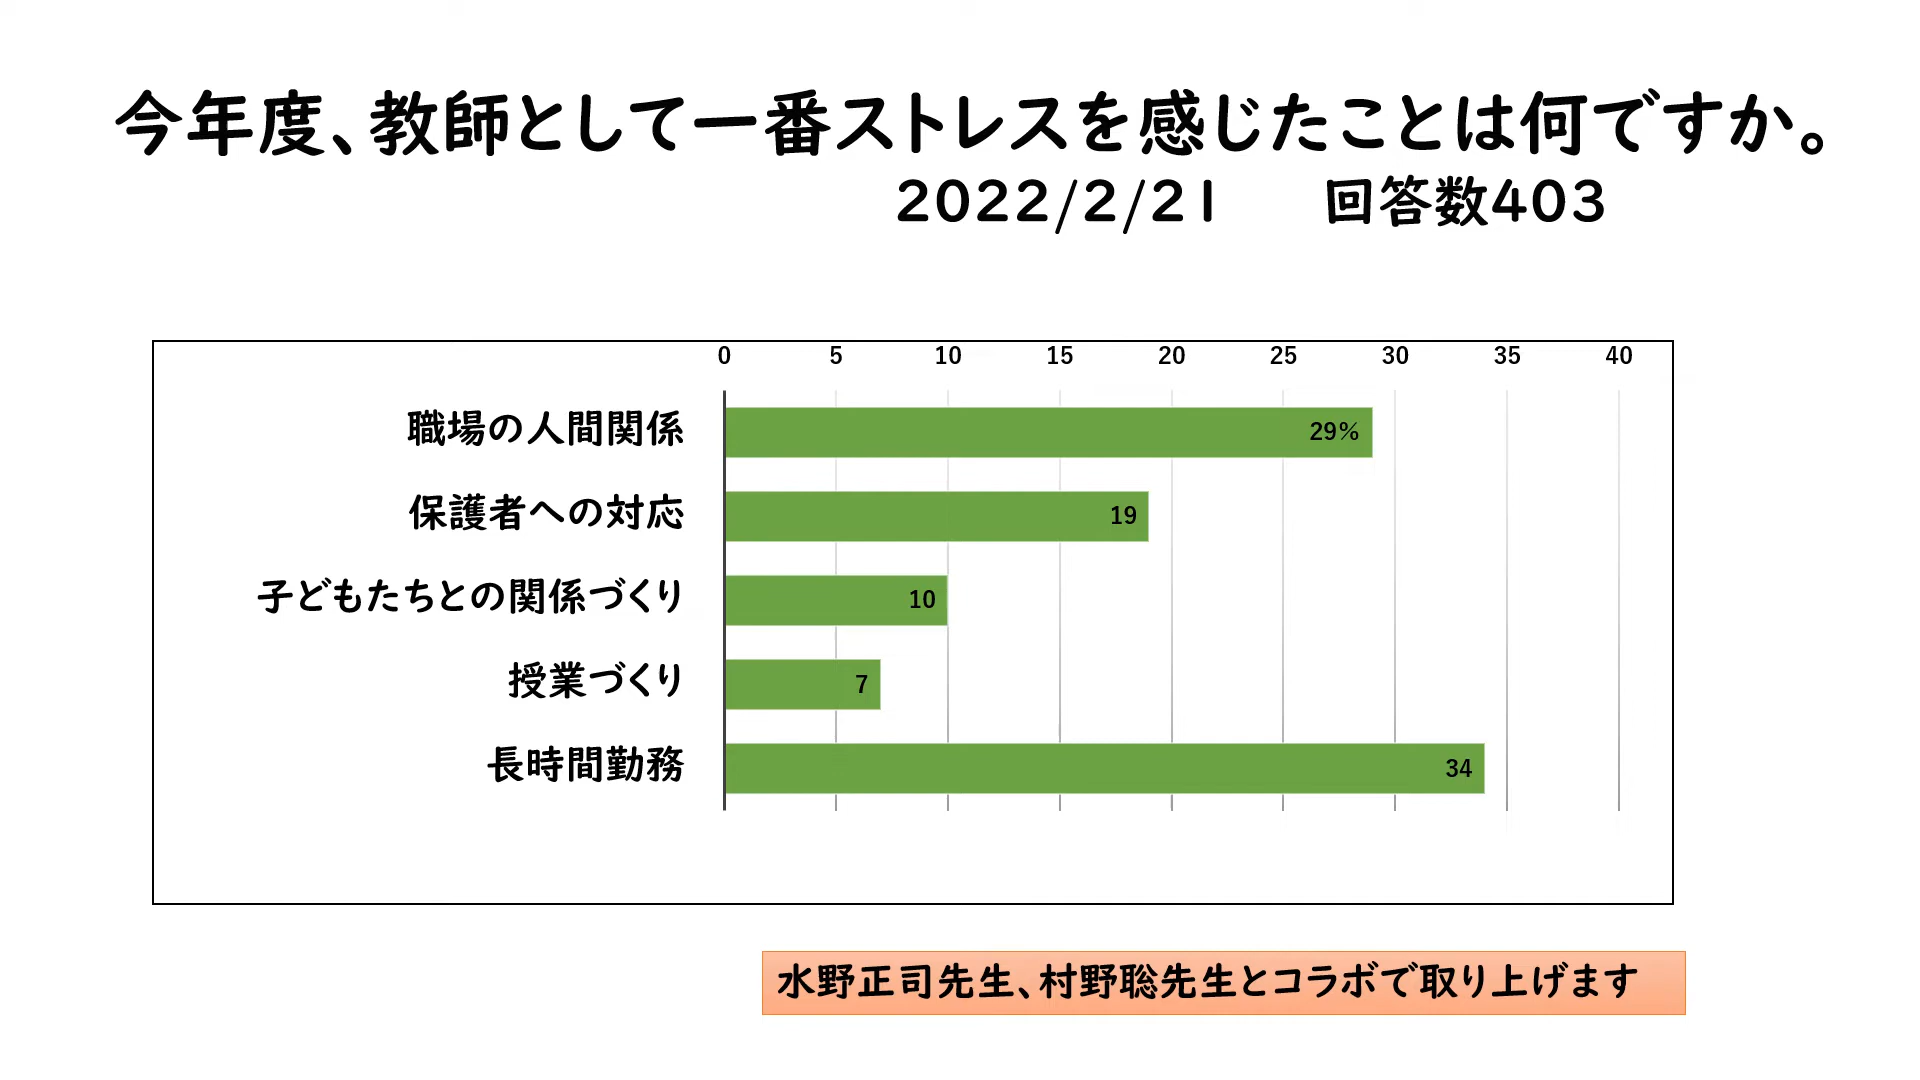 今年度、教師として一番ストレスを感じたことは何ですか。
2022/2/21 回答数403
0 5 10 15 20 25 30 35 40
職場の人間関係 29%
保護者への対応 19
子どもたちとの関係づくり 10
授業づくり 7
長時間勤務 34
水野正司先生、村野聡先生とコラボで取り上げます